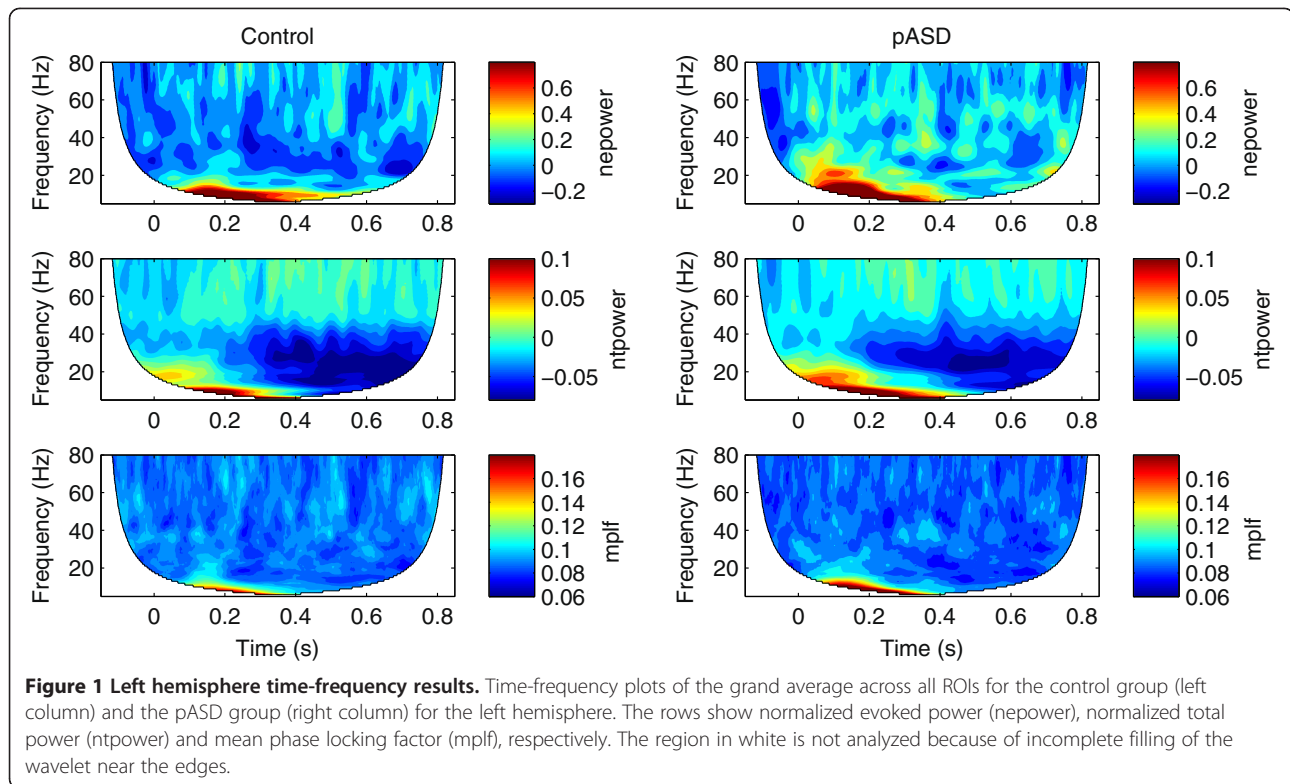 Control
pASD
80
60
40
20
Frequency (Hz)
0 0.2 0.4 0.6 0.8
0.6
0.4
0.2
0
−0.2
nepower
80
60
40
20
Frequency (Hz)
0 0.2 0.4 0.6 0.8
0.6
0.4
0.2
0
−0.2
nepower
80
60
40
20
Frequency (Hz)
0 0.2 0.4 0.6 0.8
0.1
0.05
0
−0.05
ntpower
80
60
40
20
Frequency (Hz)
0 0.2 0.4 0.6 0.8
0.1
0.05
0
−0.05
ntpower
80
60
40
20
Frequency (Hz)
0 0.2 0.4 0.6 0.8
Time (s)
0.16
0.14
0.12
0.1
0.08
0.06
mplf
80
60
40
20
Frequency (Hz)
0 0.2 0.4 0.6 0.8
Time (s)
0.16
0.14
0.12
0.1
0.08
0.06
mplf
Figure 1 Left hemisphere time-frequency results. Time-frequency plots of the grand average across all ROIs for the control group (left
column) and the pASD group (right column) for the left hemisphere. The rows show normalized evoked power (nepower), normalized total
power (ntpower) and mean phase locking factor (mplf), respectively. The region in white is not analyzed because of incomplete filling of the
wavelet near the edges.